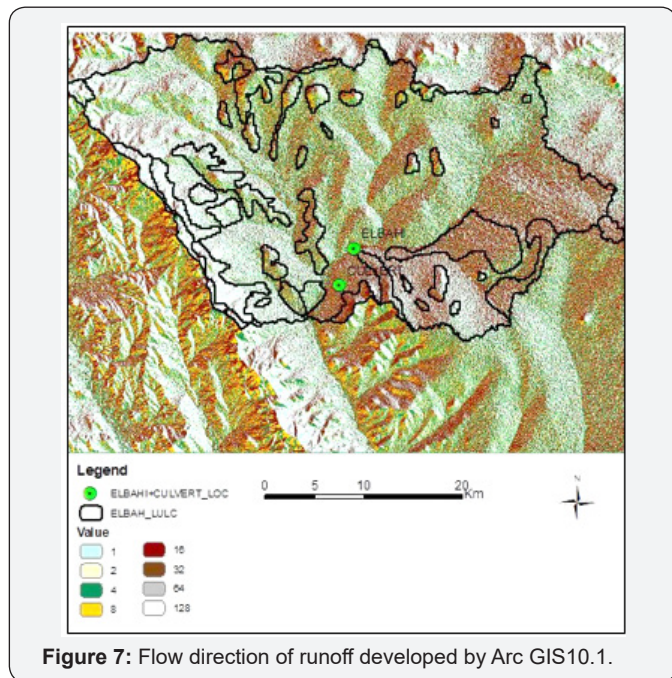 ELBAH
CULVERT
Legend
ELBAHI+CULVERT_LOC
0 5 10 20
Km
N
ELBAH_LULC
Value
1 16
2 32
4 64
8 128
Figure 7: Flow direction of runoff developed by Arc GIS10.1.